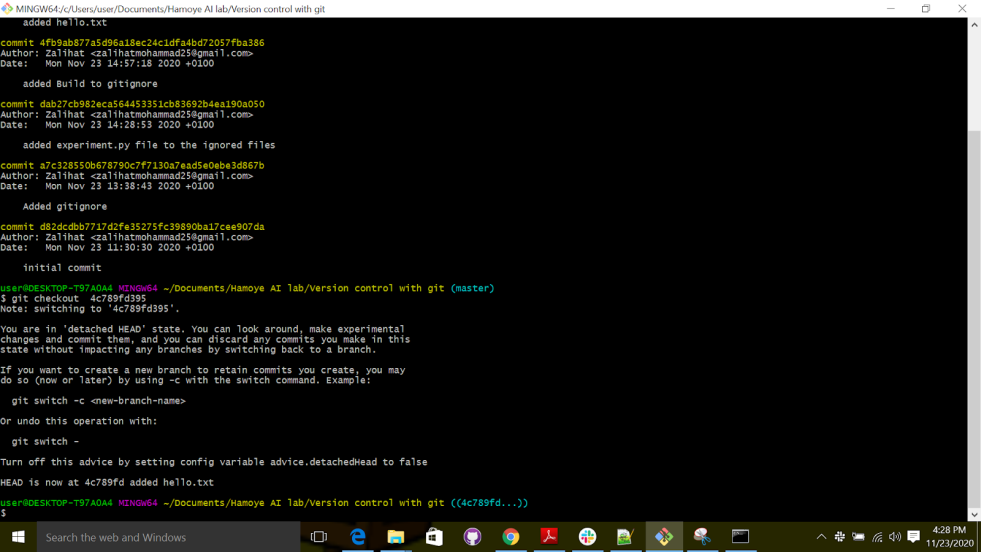 MINGW64:/c/Users/user/Documents/Hamoye AI lab/Version control with git
added hello.txt
commit 4fb9ab877a5d96a18ec24c1dfa4bd72057fba386
Author: Zalihat <zalihatmohammad25@gmail.com>
Date:   Mon Nov 23 14:57:18 2020 +0100
added Build to gitignore
commit dab27cb982eca564453351cb83692b4ea190a050
Author: Zalihat <zalihatmohammad25@gmail.com>
Date:   Mon Nov 23 14:28:53 2020 +0100
added experiment.py file to the ignored files
commit a7c328550b678790c7f7130a7ead5e0ebe3d867b
Author: Zalihat <zalihatmohammad25@gmail.com>
Date:   Mon Nov 23 13:38:43 2020 +0100
Added gitignore
commit d82dcdbb7717d2fe35275fc39890ba17cee907da
Author: Zalihat <zalihatmohammad25@gmail.com>
Date:   Mon Nov 23 11:30:30 2020 +0100
initial commit
user@DESKTOP-T97AOA4 MINGW64 ~/Documents/Hamoye AI lab/Version control with git (master)
$ git checkout  4c789fd395
Note: switching to '4c789fd395'.
You are in 'detached HEAD' state. You can look around, make experimental
changes and commit them, and you can discard any commits you make in this
state without impacting any branches by switching back to a branch.
If you want to create a new branch to retain commits you create, you may
do so (now or later) by using -c with the switch command. Example:
git switch -c <new-branch-name>
Or undo this operation with:
git switch -
Turn off this advice by setting config variable advice.detachedHead to false
HEAD is now at 4c789fd added hello.txt
user@DESKTOP-T97AOA4 MINGW64 ~/Documents/Hamoye AI lab/Version control with git ((4c789fd...))
$
Search the web and Windows
4:28 PM
11/23/2020